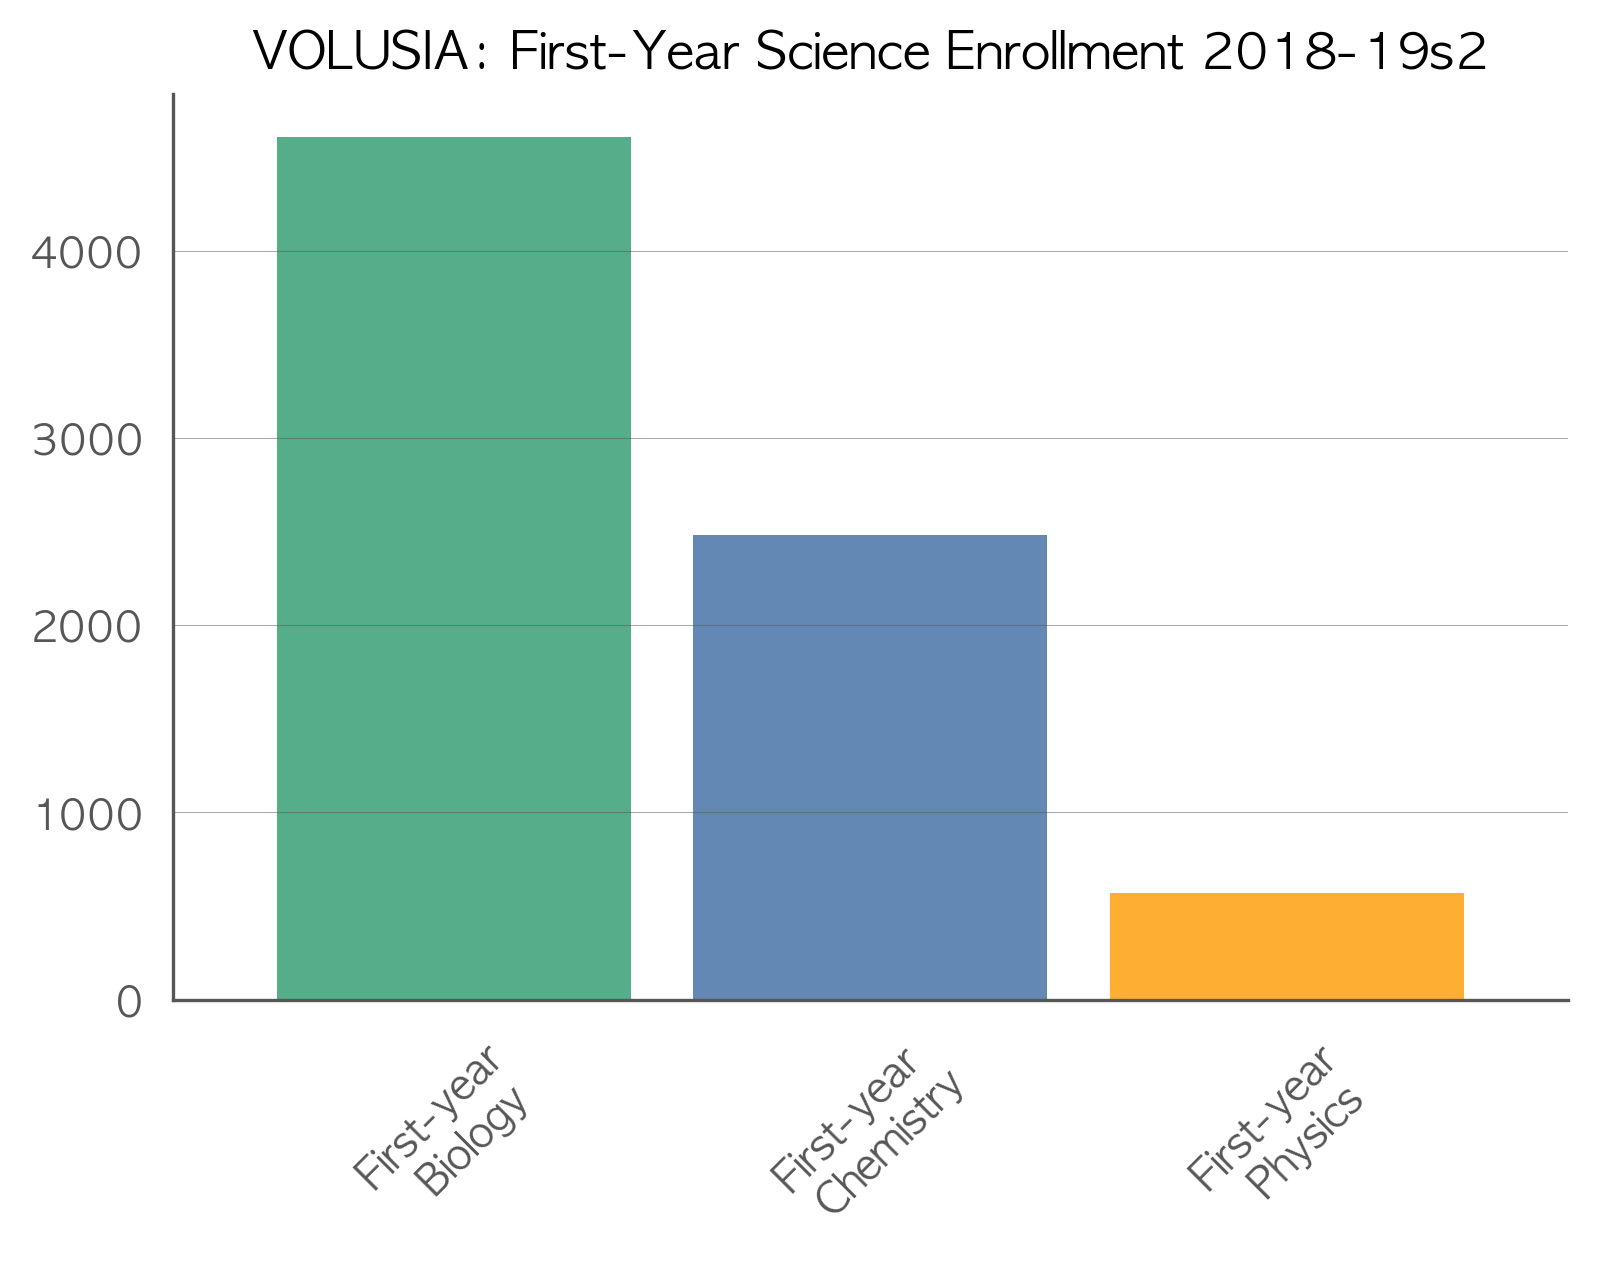 VOLUSIA: First-Year Science Enrollment 2018-19s2
4000
3000
2000
1000
0
First-year
Biology
First-year
Chemistry
First-year
Physics